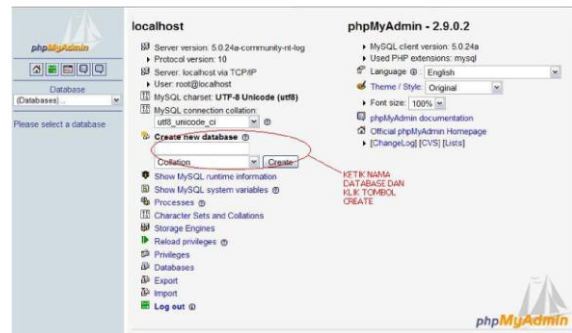 phpMyAdmin
Database
(Databases) ...
Please select a database
localhost
Server version: 5.0.24a-community-nt-log
Protocol version: 10
Server: localhost via TCP/IP
User: root@localhost
MySQL charset: UTF-8 Unicode (utf8)
MySQL connection collation:
utf8_unicode_ci
Create new database
Collation
Create
Show MySQL runtime information
Show MySQL system variables
Processes
Character Sets and Collations
Storage Engines
Reload privileges
Privileges
Databases
Export
Import
Log out
phpMyAdmin - 2.9.0.2
MySQL client version: 5.0.24a
Used PHP extensions: mysql
Language : English
Theme / Style: Original
Font size: 100%
phpMyAdmin documentation
Official phpMyAdmin Homepage
[ChangeLog] [CVS] [Lists]
KETIK NAMA
DATABASE DAN
KLIK TOMBOL
CREATE
phpMyAdmin